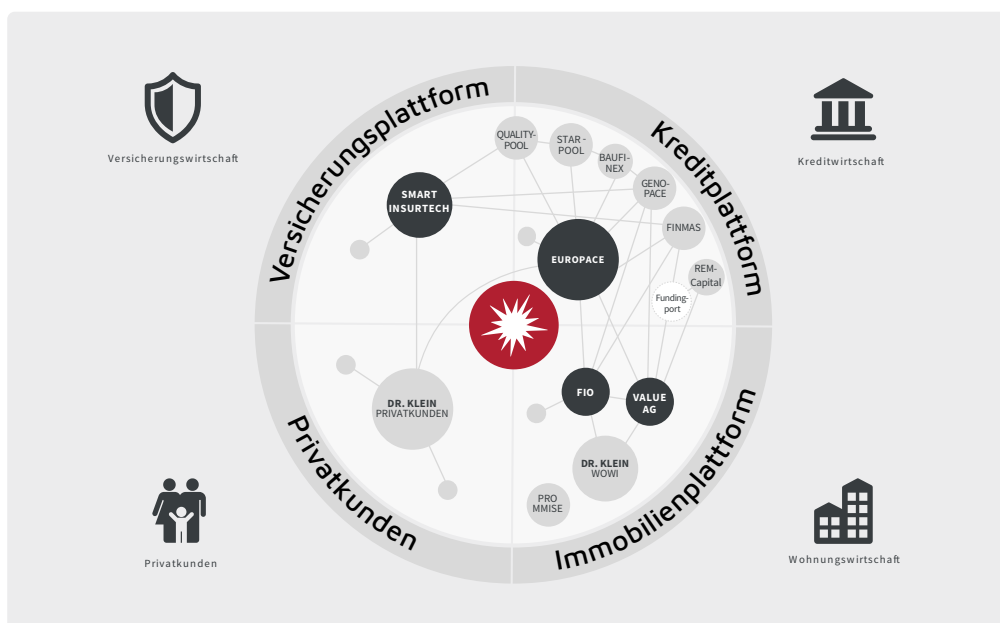 Versicherungswirtschaft
Kreditwirtschaft
Versicherungsplattform
Kreditplattform
QUALITY-
POOL
STAR -
POOL
BAUFI-
NEX
GENO-
PACE
SMART
INSURTECH
FINMAS
EUROPACE
REM-
Capital
Funding-
port
FIO
VALUE
AG
DR. KLEIN
PRIVATKUNDEN
DR. KLEIN
WOWI
PRO
MMISE
Privatkunden
Immobilienplattform
Privatkunden
Wohnungswirtschaft